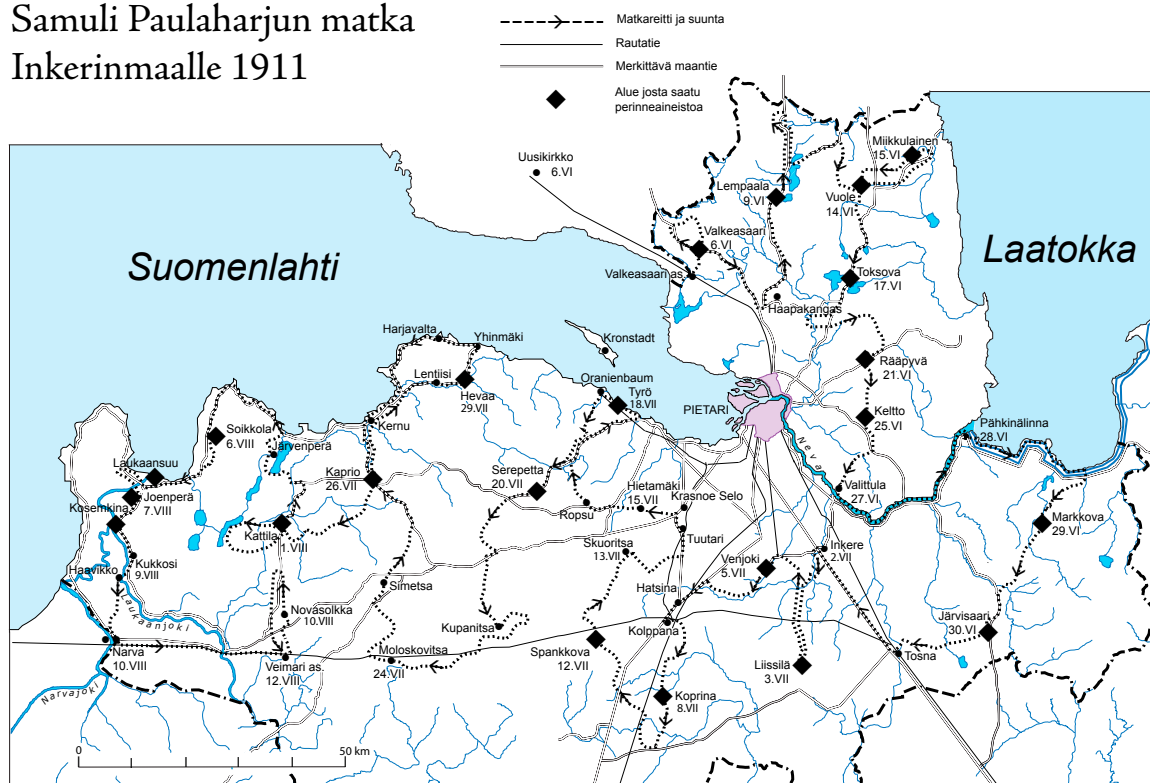 Samuli Paulaharjun matka
Inkerinmaalle 1911
Matkareitti ja suunta
Rautatie
Merkittävä maantie
Alue josta saatu
perinneaineistoa
Uusikirkko
6.VI
Miikkulainen
15.VI
Lempaala
9.VI
Vuole
14.VI
Valkeasaari
6.VI
Suomenlahti
Laatokka
Valkeasaari as.
Toksova
17.VI
Haapakangas
Harjavalta
Yhinmäki
Kronstadt
Rääpyvä
21.VI
Lentiisi
Hevaa
29.VII
Oranienbaum
Tyrö
18.VII
PIETARI
Keltto
25.VI
Kernu
Soikkola
6.VIII
Järvenperä
Neva
Pähkinälinna
28.VI
Laukaansuu
Joenperä
7.VIII
Kaprio
26.VII
Serepetta
20.VII
Hietamäki
15.VII
Krasnoe Selo
Valittula
27.VI
Kosemkina
Ropsu
Markkova
29.VI
Kattila
1.VIII
Skuoritsa
13.VII
Tuutari
Inkere
2.VII
Kukkosi
9.VIII
Venjoki
5.VII
Haavikko
Simetsa
Hatsina
Laukaanjoki
Novasolkka
10.VIII
Kupanitsa
Kolppana
Järvisaari
30.VI
Narva
10.VIII
Veimari as.
12.VIII
Moloskovitsa
24.VII
Spankkova
12.VII
Liissilä
3.VII
Tosna
Narvajoki
Koprina
8.VII
0
50 km